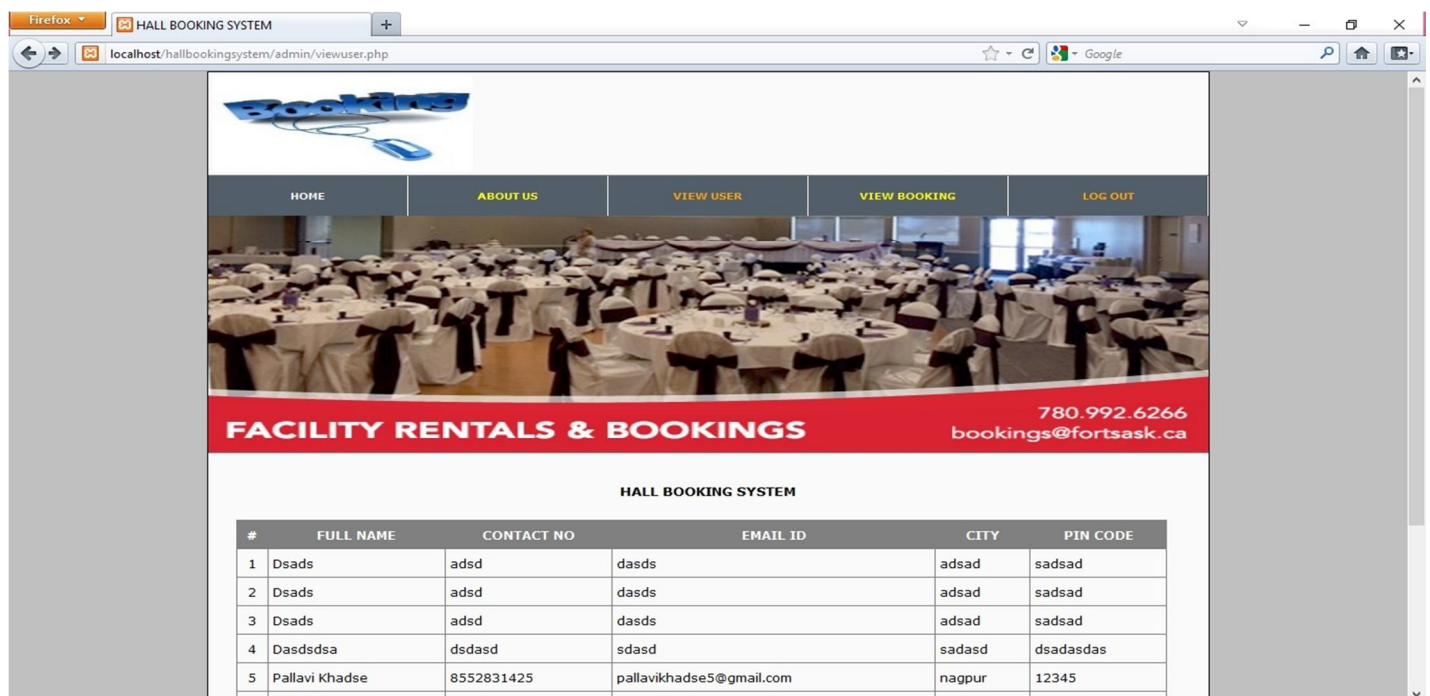 Firefox
HALL BOOKING SYSTEM
localhost/hallbookingsystem/admin/viewuser.php
Google
Booking
HOME ABOUT US VIEW USER VIEW BOOKING LOG OUT
780.992.6266
FACILITY RENTALS & BOOKINGS bookings@fortsask.ca
HALL BOOKING SYSTEM
# FULL NAME CONTACT NO EMAIL ID CITY PIN CODE
1 Dsads adsd dasds adsad sadsad
2 Dsads adsd dasds adsad sadsad
3 Dsads adsd dasds adsad sadsad
4 Dasdsdsa dsdasd sdasd sadasd dsadasdas
5 Pallavi Khadse 8552831425 pallavikhadse5@gmail.com nagpur 12345